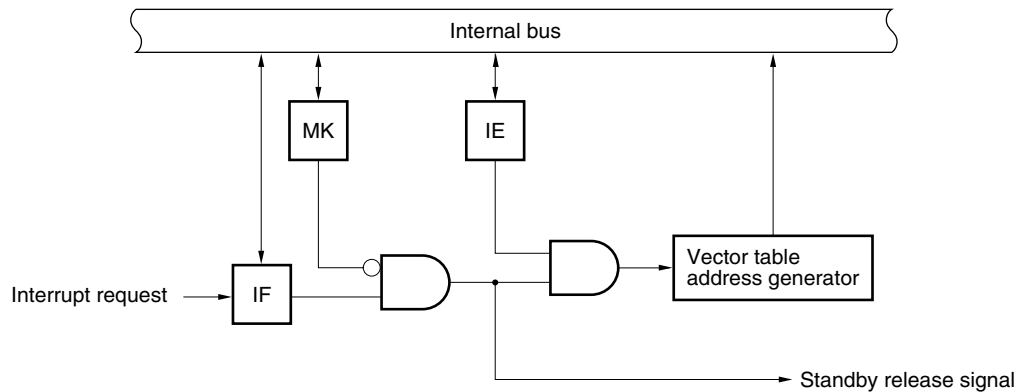 Internal bus
MK
IE
Vector table
address generator
Interrupt request
IF
Standby release signal